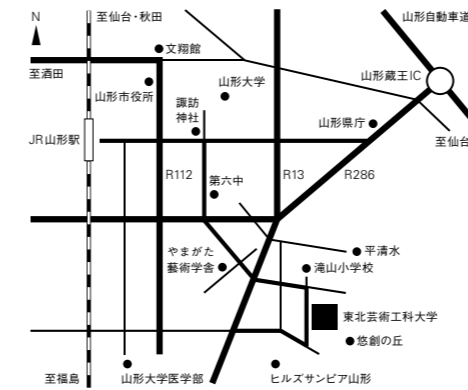 N
至仙台・秋田
山形自動車道
文翔館
至酒田
山形大学
山形蔵王IC
山形市役所
諏訪
神社
山形県庁
JR山形駅
至仙台
R112
第六中
R13
R286
やまがた
藝術学舎
平清水
滝山小学校
東北芸術工科大学
悠創の丘
至福島
山形大学医学部
ヒルズサンピア山形